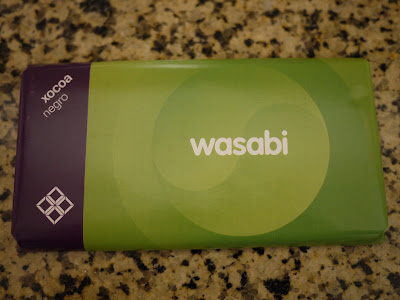 xocoa
negro
wasabi